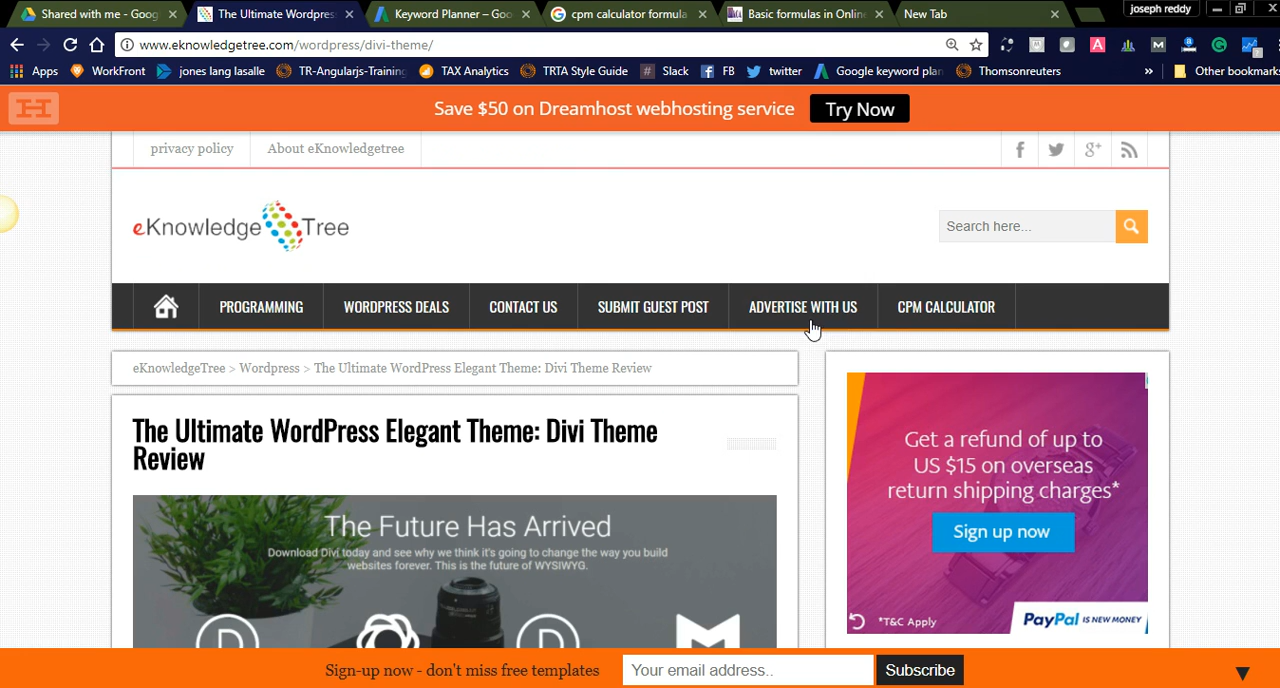 Shared with me - Goog
The Ultimate Wordpres
Keyword Planner – Goo
cpm calculator formula
Basic formulas in Onlin
New Tab
joseph reddy
www.eknowledgetree.com/wordpress/divi-theme/
Apps
WorkFront
jones lang lasalle
TR-Angularjs-Training
TAX Analytics
TRTA Style Guide
Slack
FB
twitter
Google keyword plan
Thomsonreuters
»
Other bookmarks
Save $50 on Dreamhost webhosting service
Try Now
privacy policy
About eKnowledgetree
eKnowledge Tree
Search here...
PROGRAMMING
WORDPRESS DEALS
CONTACT US
SUBMIT GUEST POST
ADVERTISE WITH US
CPM CALCULATOR
eKnowledgeTree > Wordpress > The Ultimate WordPress Elegant Theme: Divi Theme Review
The Ultimate WordPress Elegant Theme: Divi Theme
Review
The Future Has Arrived
Download Divi today and see why we think it's going to change the way you build
websites forever. This is the future of WYSIWYG.
Get a refund of up to
US $15 on overseas
return shipping charges*
Sign up now
*T&C Apply
PayPal IS NEW MONEY
Sign-up now - don't miss free templates
Your email address..
Subscribe